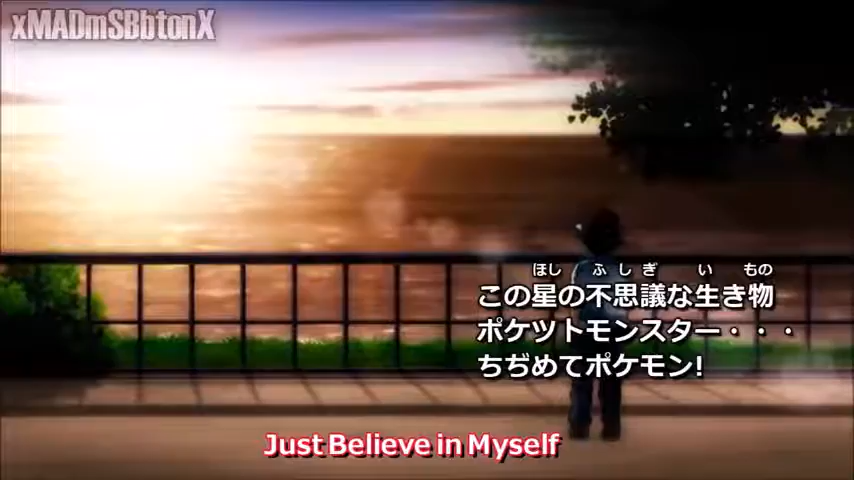 xMADmSBbtonX
ほし ふしぎ い もの
この星の不思議な生き物
ポケツトモンスター・・・
ちぢめてポケモン!
Just Believe in Myself